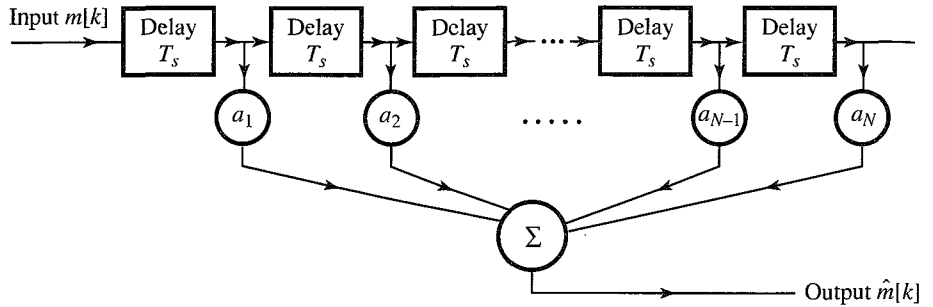 Input m[k]
Delay
T_s
Delay
T_s
Delay
T_s
...
Delay
T_s
Delay
T_s
a_1
a_2
.....
a_{N-1}
a_N
Σ
Output m̂[k]